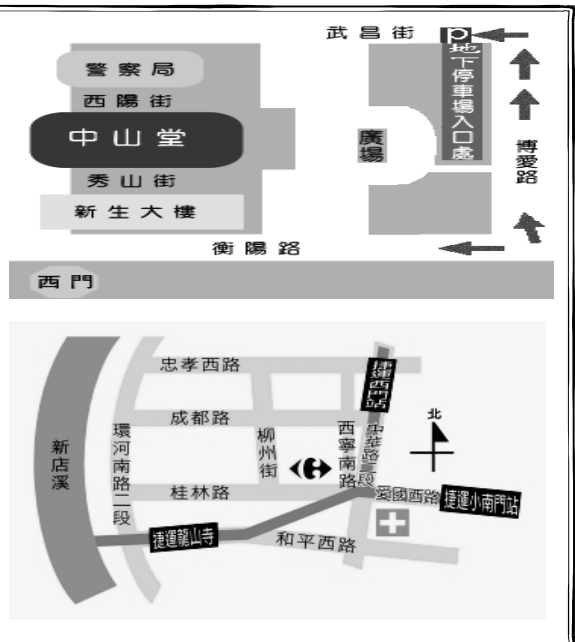 武昌街
P
地下停車場入口處
警察局
西陽街
中山堂
廣場
博愛路
秀山街
新生大樓
衡陽路
西門
忠孝西路
捷運西門站
北
成都路
新店溪
環河南路二段
柳州街
西寧南路
中華路一段
桂林路
愛國西路
捷運小南門站
捷運龍山寺
和平西路